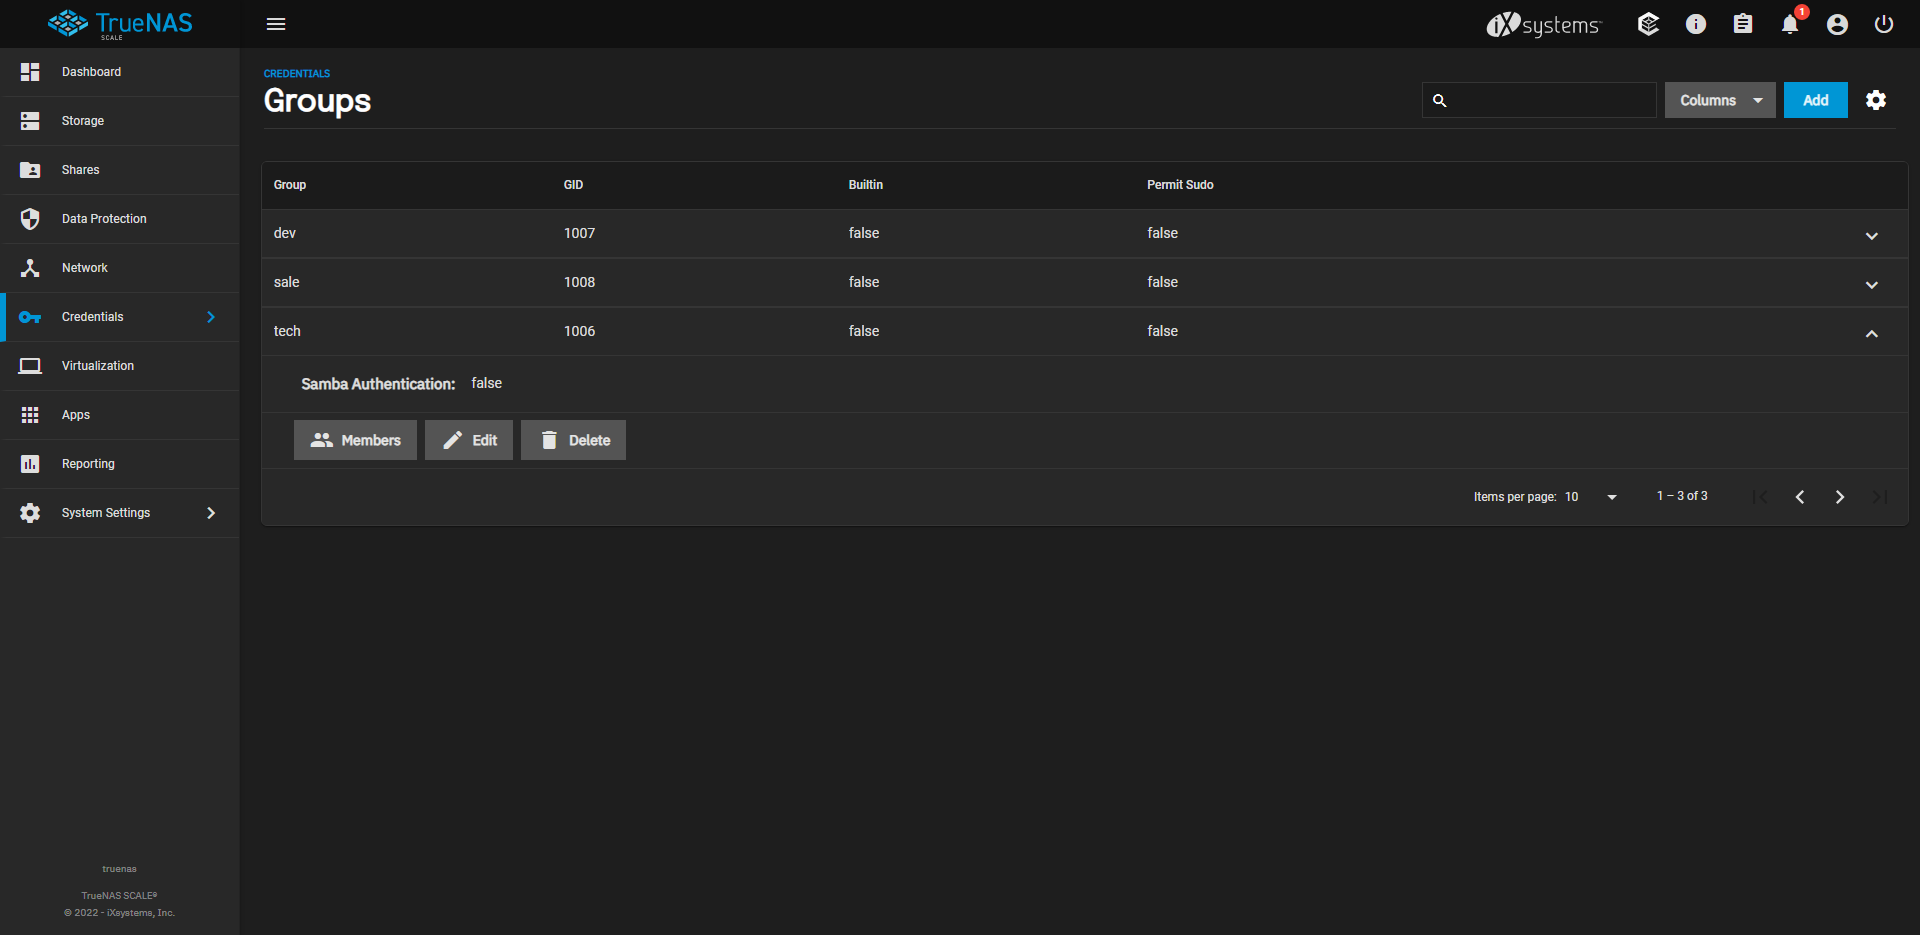 TrueNAS
SCALE
iXsystems™
1
Dashboard
Storage
Shares
Data Protection
Network
Credentials
Virtualization
Apps
Reporting
System Settings
truenas
TrueNAS SCALE®
© 2022 - iXsystems, Inc.
CREDENTIALS
Groups
Columns
Add
Group GID Builtin Permit Sudo
dev 1007 false false
sale 1008 false false
tech 1006 false false
Samba Authentication: false
Members Edit Delete
Items per page: 10 1 – 3 of 3